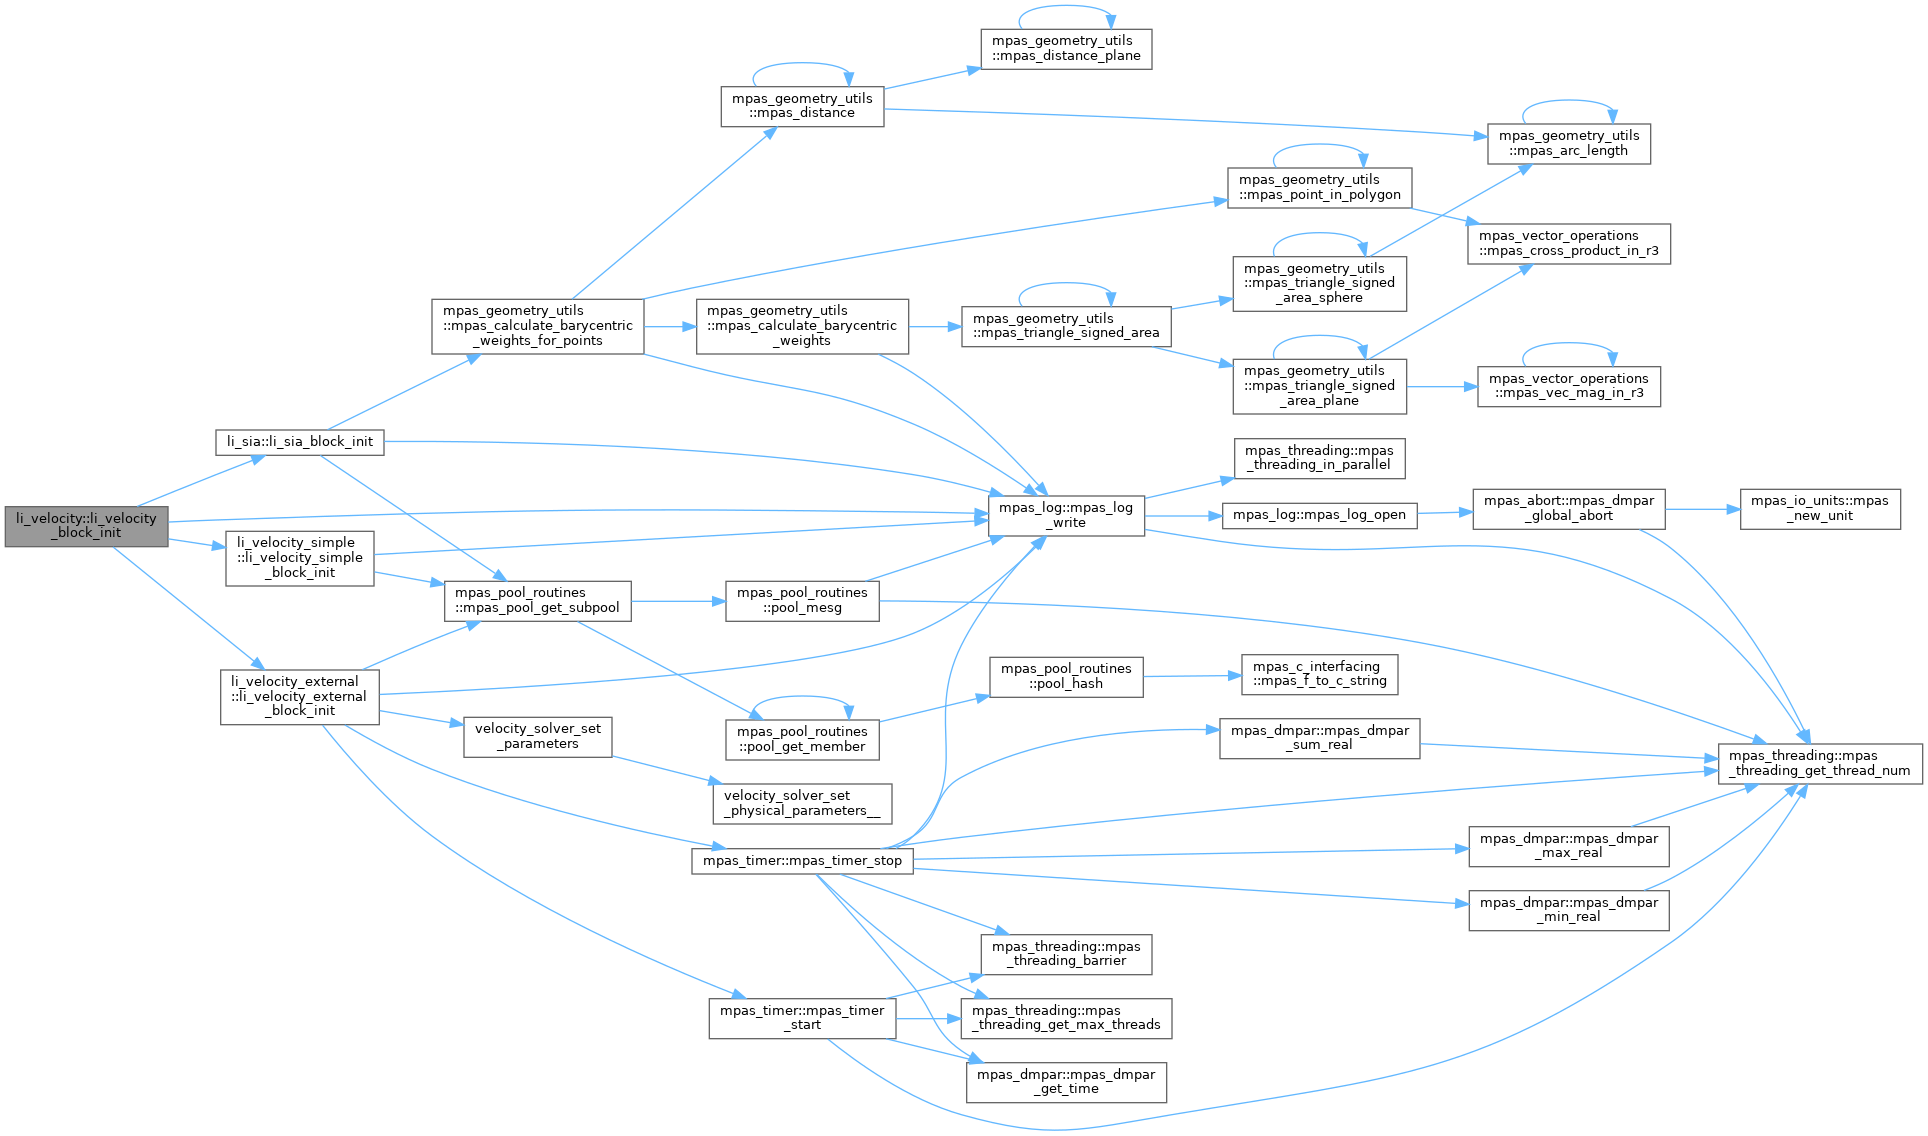 mpas_geometry_utils
::mpas_distance_plane
mpas_geometry_utils
::mpas_distance
mpas_geometry_utils
::mpas_arc_length
mpas_geometry_utils
::mpas_point_in_polygon
mpas_vector_operations
::mpas_cross_product_in_r3
mpas_geometry_utils
::mpas_triangle_signed
_area_sphere
mpas_geometry_utils
::mpas_calculate_barycentric
_weights_for_points
mpas_geometry_utils
::mpas_calculate_barycentric
_weights
mpas_geometry_utils
::mpas_triangle_signed_area
mpas_geometry_utils
::mpas_triangle_signed
_area_plane
mpas_vector_operations
::mpas_vec_mag_in_r3
li_sia::li_sia_block_init
mpas_threading::mpas
_threading_in_parallel
li_velocity::li_velocity
_block_init
mpas_log::mpas_log
_write
mpas_log::mpas_log_open
mpas_abort::mpas_dmpar
_global_abort
mpas_io_units::mpas
_new_unit
li_velocity_simple
::li_velocity_simple
_block_init
mpas_pool_routines
::mpas_pool_get_subpool
mpas_pool_routines
::pool_mesg
li_velocity_external
::li_velocity_external
_block_init
mpas_pool_routines
::pool_hash
mpas_c_interfacing
::mpas_f_to_c_string
velocity_solver_set
_parameters
mpas_pool_routines
::pool_get_member
mpas_dmpar::mpas_dmpar
_sum_real
mpas_threading::mpas
_threading_get_thread_num
velocity_solver_set
_physical_parameters__
mpas_timer::mpas_timer_stop
mpas_dmpar::mpas_dmpar
_max_real
mpas_dmpar::mpas_dmpar
_min_real
mpas_threading::mpas
_threading_barrier
mpas_timer::mpas_timer
_start
mpas_threading::mpas
_threading_get_max_threads
mpas_dmpar::mpas_dmpar
_get_time